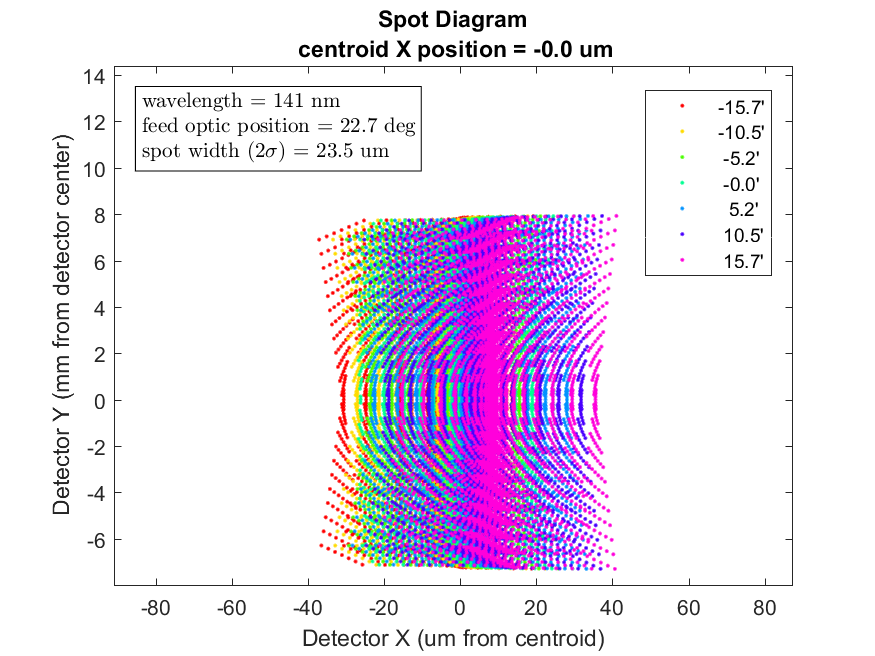 Spot Diagram
centroid X position = -0.0 um
wavelength = 141 nm
feed optic position = 22.7 deg
spot width (2σ) = 23.5 um
-15.7'
-10.5'
-5.2'
-0.0'
5.2'
10.5'
15.7'
Detector Y (mm from detector center)
14
12
10
8
6
4
2
0
-2
-4
-6
-80 -60 -40 -20 0 20 40 60 80
Detector X (um from centroid)